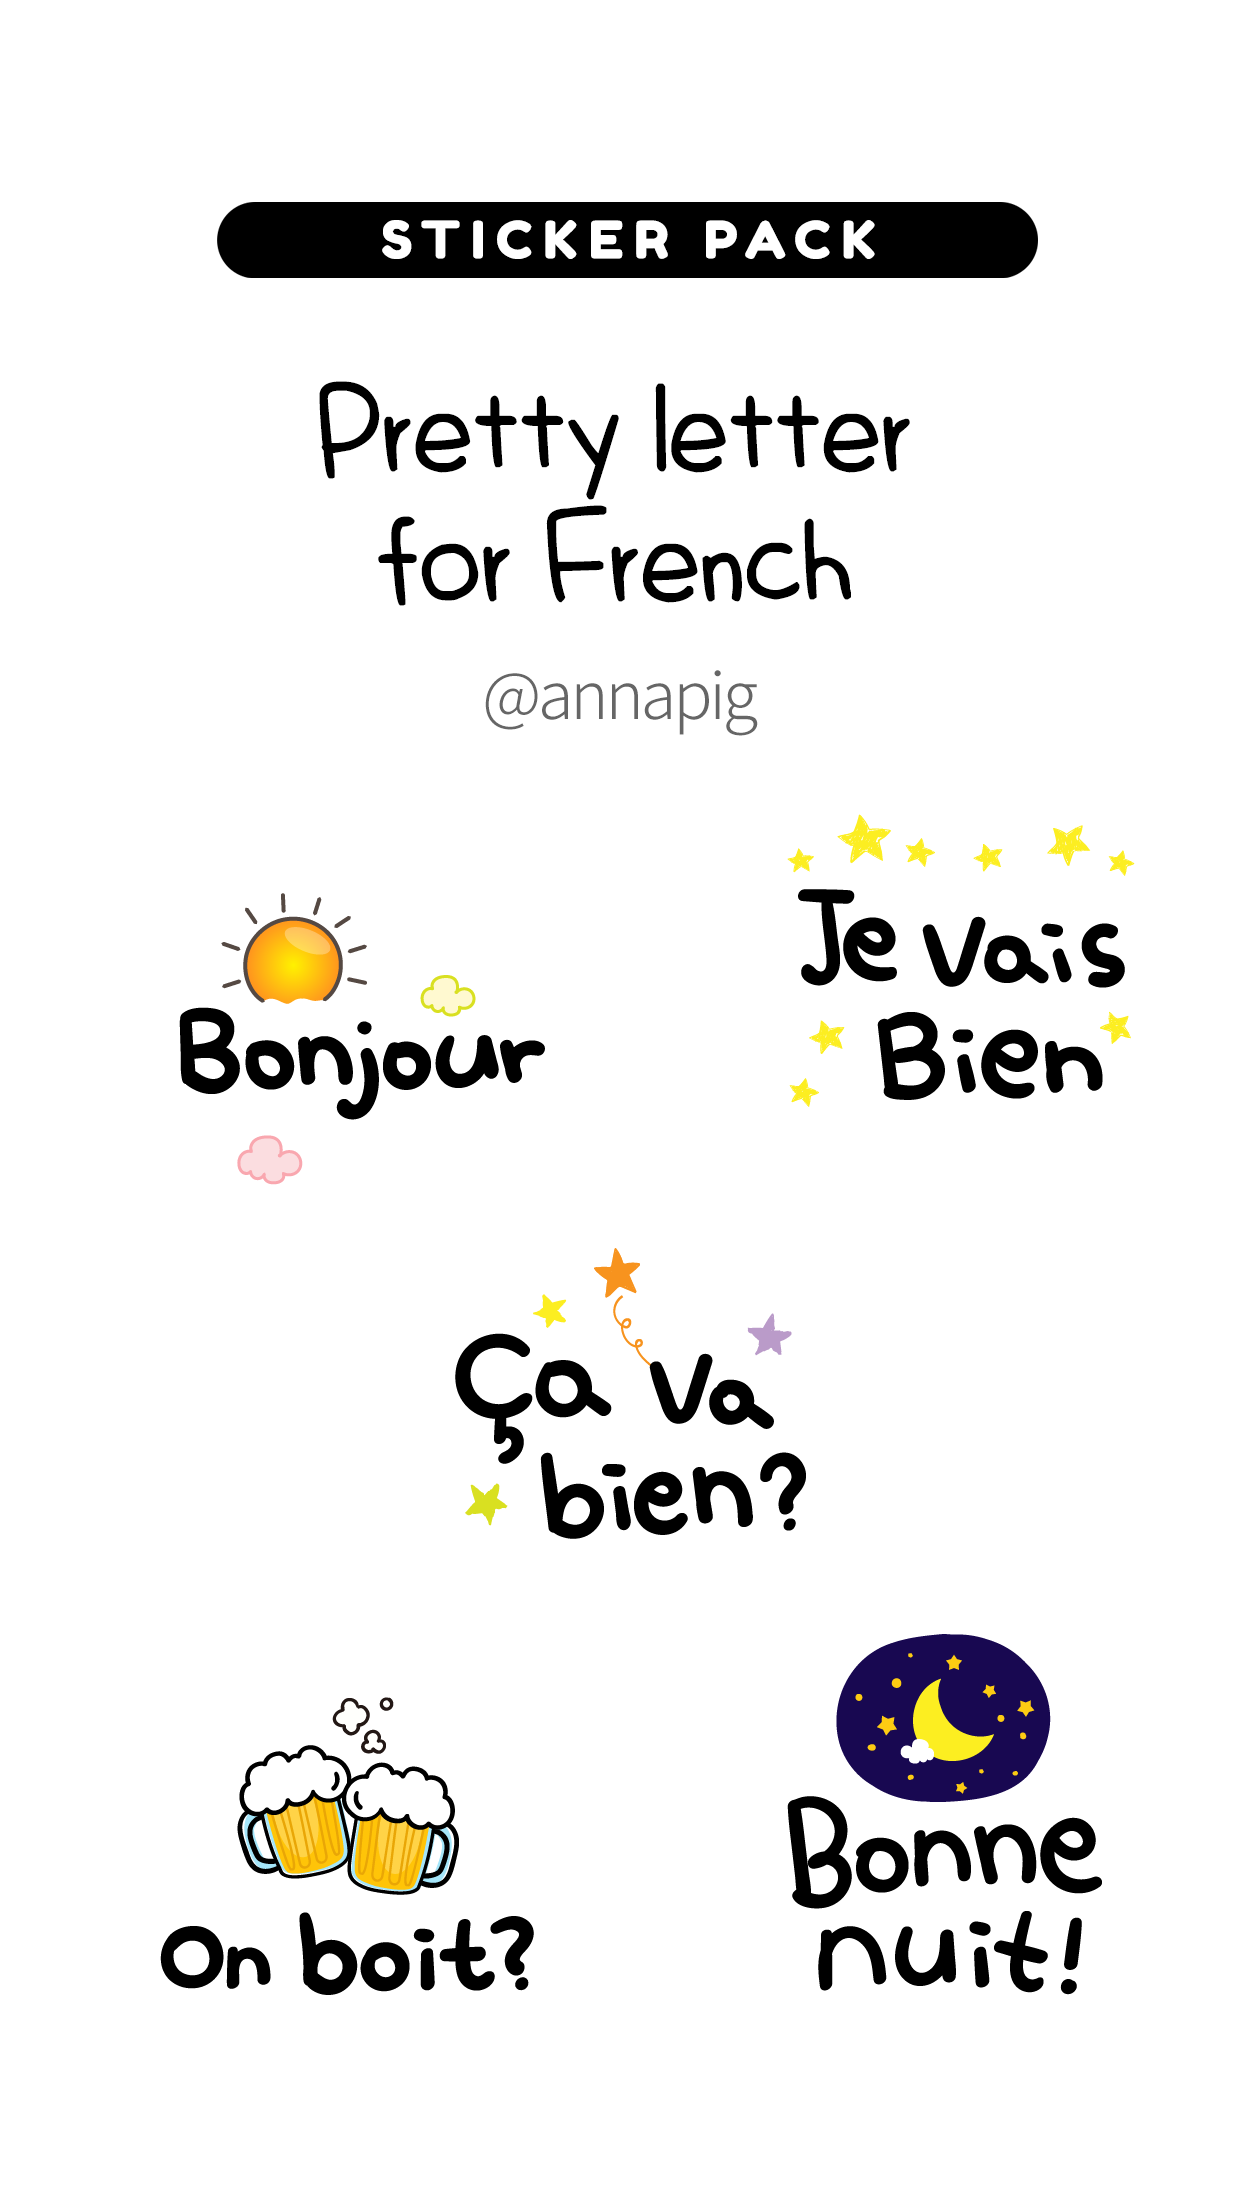 STICKER PACK
Pretty letter
for French
@annapig
Bonjour
Je vais
Bien
Ça va
bien?
On boit?
Bonne
nuit!